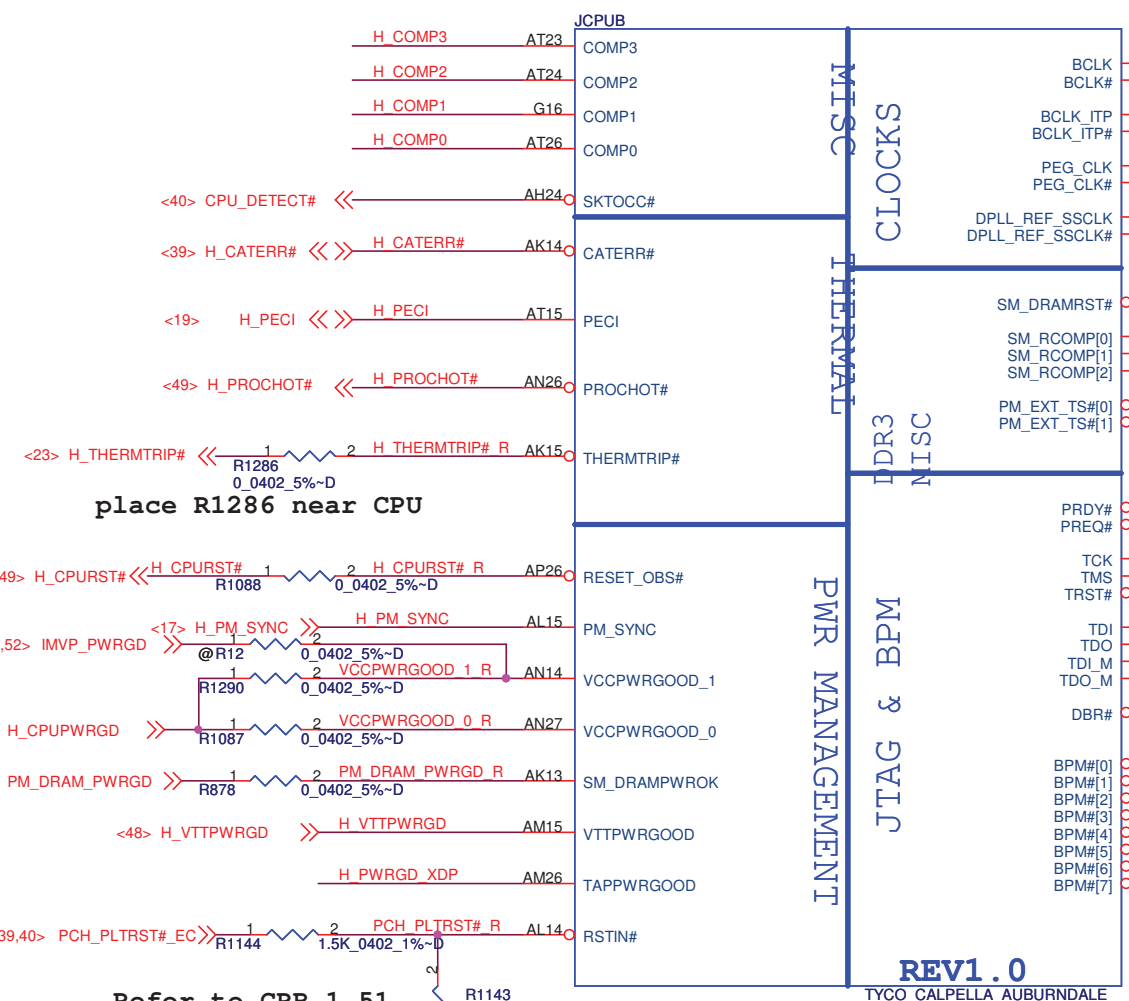 JCPUB
H_COMP3 AT23 COMP3
H_COMP2 AT24 COMP2
H_COMP1 G16 COMP1
H_COMP0 AT26 COMP0
<40> CPU_DETECT# AH24 SKTOCC#
<39> H_CATERR# H_CATERR# AK14 CATERR#
<19> H_PECI H_PECI AT15 PECI
<49> H_PROCHOT# H_PROCHOT# AN26 PROCHOT#
<23> H_THERMTRIP# 1 2 H_THERMTRIP#_R AK15 THERMTRIP#
R1286
0_0402_5%~D
place R1286 near CPU
49> H_CPURST# H_CPURST# 1 2 H_CPURST#_R AP26 RESET_OBS#
R1088 0_0402_5%~D
<17> H_PM_SYNC H_PM_SYNC AL15 PM_SYNC
,52> IMVP_PWRGD 1 2
@R12 0_0402_5%~D
1 2 VCCPWRGOOD_1_R AN14 VCCPWRGOOD_1
R1290 0_0402_5%~D
H_CPUPWRGD 1 2 VCCPWRGOOD_0_R AN27 VCCPWRGOOD_0
R1087 0_0402_5%~D
PM_DRAM_PWRGD 1 2 PM_DRAM_PWRGD_R AK13 SM_DRAMPWROK
R878 0_0402_5%~D
<48> H_VTTPWRGD H_VTTPWRGD AM15 VTTPWRGOOD
H_PWRGD_XDP AM26 TAPPWRGOOD
39,40> PCH_PLTRST#_EC 1 2 PCH_PLTRST#_R AL14 RSTIN#
R1144 1.5K_0402_1%~D
2
R1143
Refer to CRB 1.51
MISC
THERMAL
PWR MANAGEMENT
CLOCKS
DDR3
MISC
JTAG & BPM
BCLK
BCLK#
BCLK_ITP
BCLK_ITP#
PEG_CLK
PEG_CLK#
DPLL_REF_SSCLK
DPLL_REF_SSCLK#
SM_DRAMRST#
SM_RCOMP[0]
SM_RCOMP[1]
SM_RCOMP[2]
PM_EXT_TS#[0]
PM_EXT_TS#[1]
PRDY#
PREQ#
TCK
TMS
TRST#
TDI
TDO
TDI_M
TDO_M
DBR#
BPM#[0]
BPM#[1]
BPM#[2]
BPM#[3]
BPM#[4]
BPM#[5]
BPM#[6]
BPM#[7]
REV1.0
TYCO_CALPELLA_AUBURNDALE